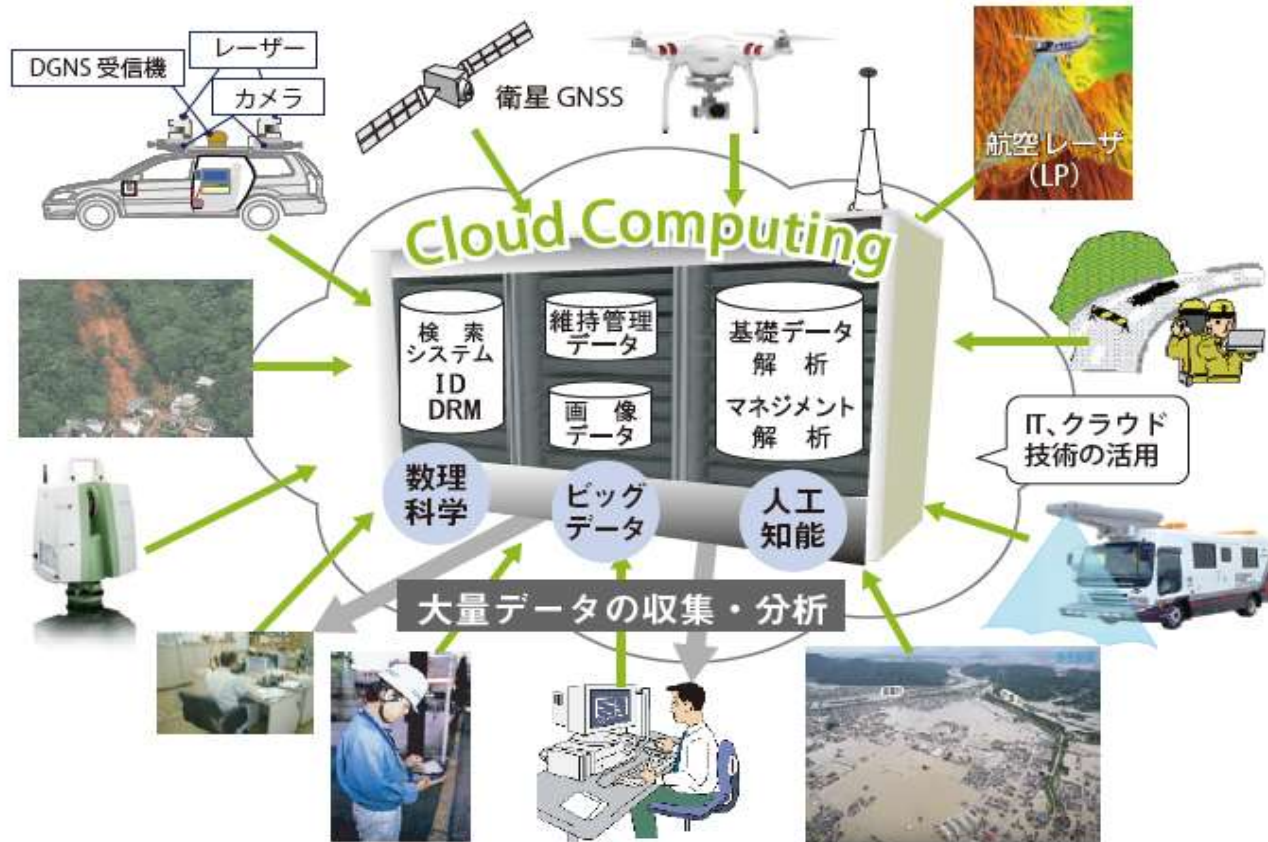 レーザー
DGNS 受信機
カメラ
衛星 GNSS
航空レーザ
(LP)
Cloud Computing
検 索
システム
ID
DRM
維持管理
データ
画 像
データ
基礎データ
解 析
マネジメント
解 析
IT、クラウド
技術の活用
数理
科学
ビッグ
データ
人工
知能
大量データの収集・分析